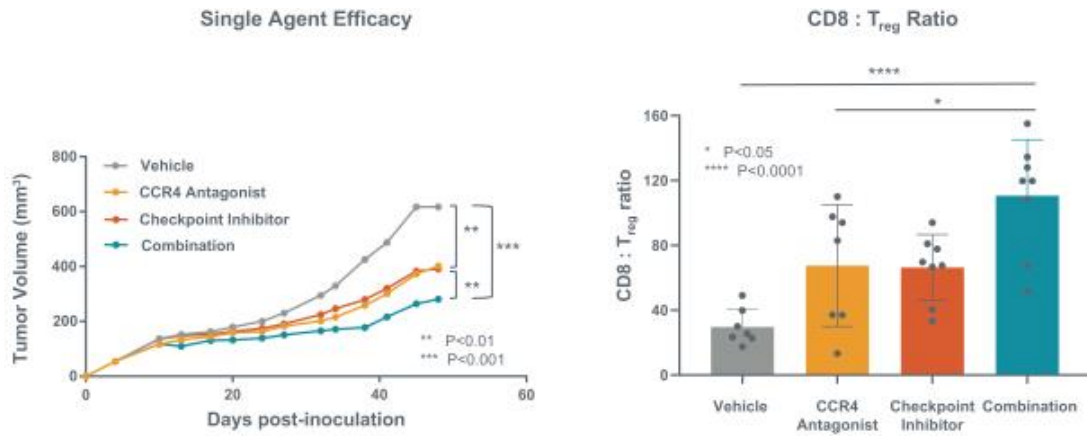 Single Agent Efficacy
Tumor Volume (mm³)
800
600
400
200
0
Vehicle
CCR4 Antagonist
Checkpoint Inhibitor
Combination
**
***
**
** P<0.01
*** P<0.001
0 20 40 60
Days post-inoculation
CD8 : Treg Ratio
****
*
CD8 : Treg ratio
160
120
80
40
0
* P<0.05
**** P<0.0001
Vehicle
CCR4
Antagonist
Checkpoint
Inhibitor
Combination